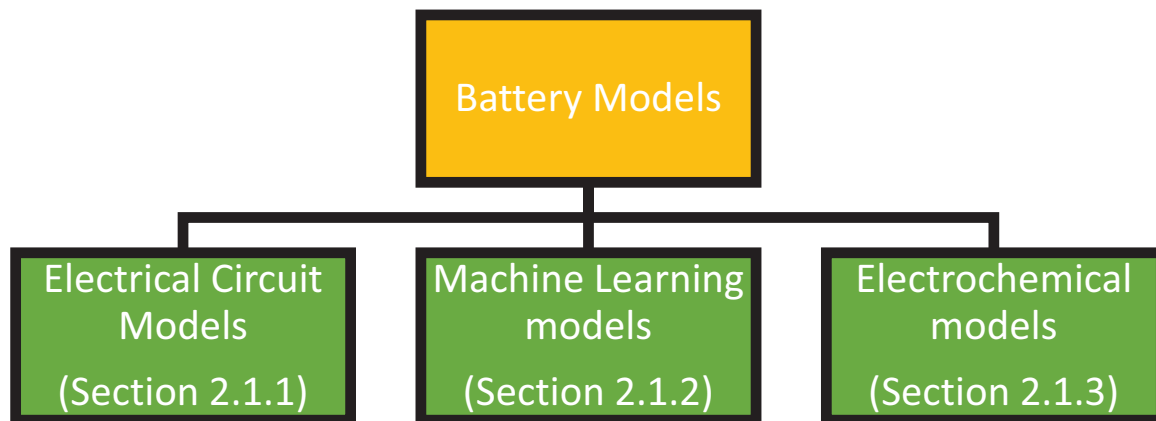 Battery Models
Electrical Circuit
Models
(Section 2.1.1)
Machine Learning
models
(Section 2.1.2)
Electrochemical
models
(Section 2.1.3)